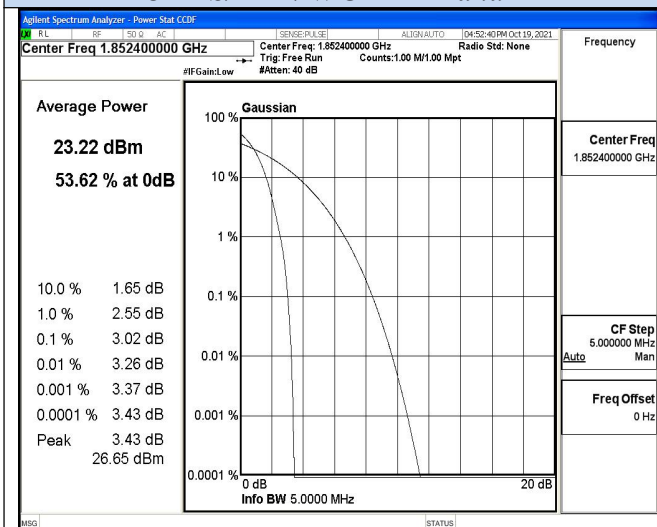 Agilent Spectrum Analyzer - Power Stat CCDF
RL RF 50 Ω AC SENSE:PULSE ALIGN AUTO 04:52:40 PM Oct 19, 2021
Center Freq 1.852400000 GHz
Center Freq: 1.852400000 GHz Radio Std: None
Trig: Free Run Counts:1.00 M/1.00 Mpt
#IFGain:Low #Atten: 40 dB
Frequency
Average Power
23.22 dBm
53.62 % at 0dB
10.0 % 1.65 dB
1.0 % 2.55 dB
0.1 % 3.02 dB
0.01 % 3.26 dB
0.001 % 3.37 dB
0.0001 % 3.43 dB
Peak 3.43 dB
26.65 dBm
Gaussian
100 %
10 %
1 %
0.1 %
0.01 %
0.001 %
0.0001 %
0 dB 20 dB
Info BW 5.0000 MHz
Center Freq
1.852400000 GHz
CF Step
5.000000 MHz
Auto Man
Freq Offset
0 Hz
MSG STATUS